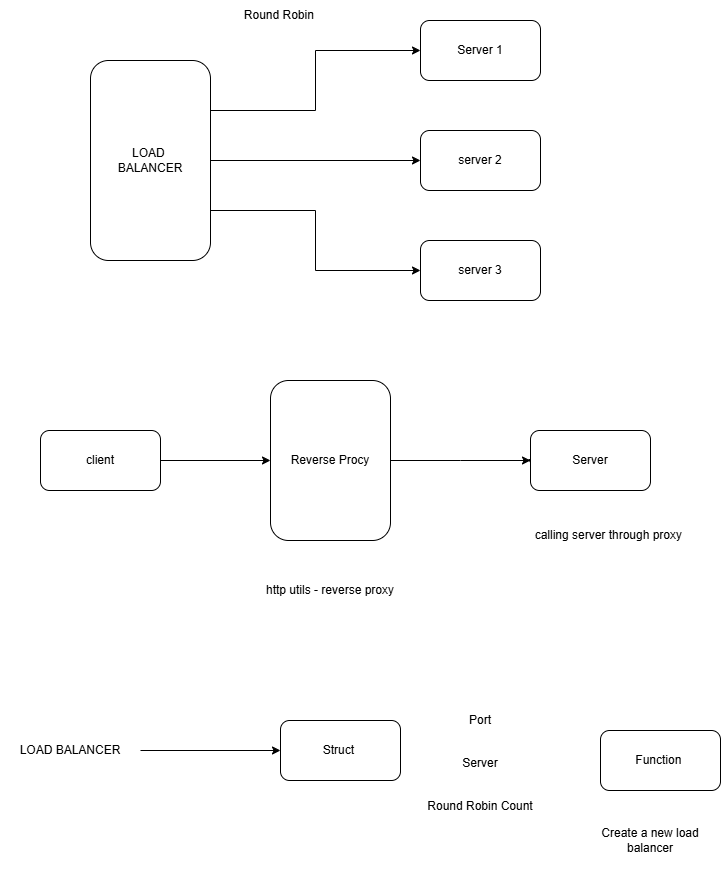 Round Robin
Server 1
LOAD
BALANCER
server 2
server 3
client
Reverse Procy
Server
calling server through proxy
http utils - reverse proxy
Port
LOAD BALANCER
Struct
Server
Function
Round Robin Count
Create a new load
balancer